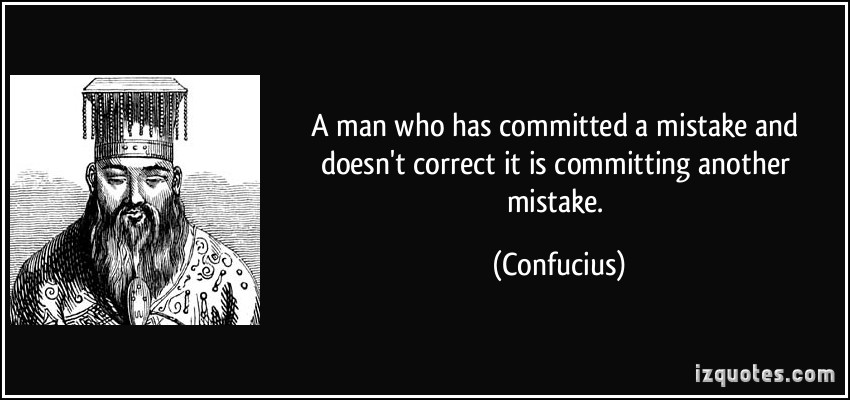 A man who has committed a mistake and
doesn't correct it is committing another
mistake.
(Confucius)
izquotes.com